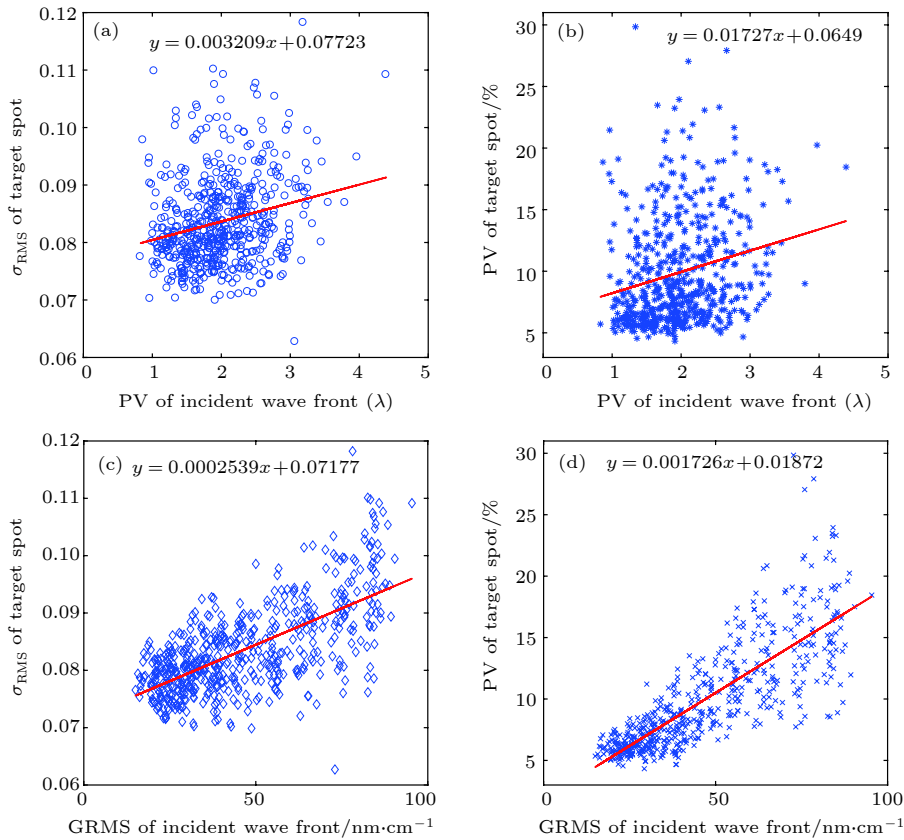 (a)
y = 0.003209x+0.07723
0.12
0.11
0.10
0.09
0.08
0.07
0.06
σRMS of target spot
1 2 3 4 5
PV of incident wave front (λ)
(b)
y = 0.01727x+0.0649
30
25
20
15
10
5
PV of target spot/%
0 1 2 3 4 5
PV of incident wave front (λ)
(c)
y = 0.0002539x+0.07177
0.12
0.11
0.10
0.09
0.08
0.07
0.06
σRMS of target spot
0 50 100
GRMS of incident wave front/nm·cm⁻¹
(d)
y = 0.001726x+0.01872
30
25
20
15
10
5
PV of target spot/%
0 50 100
GRMS of incident wave front/nm·cm⁻¹